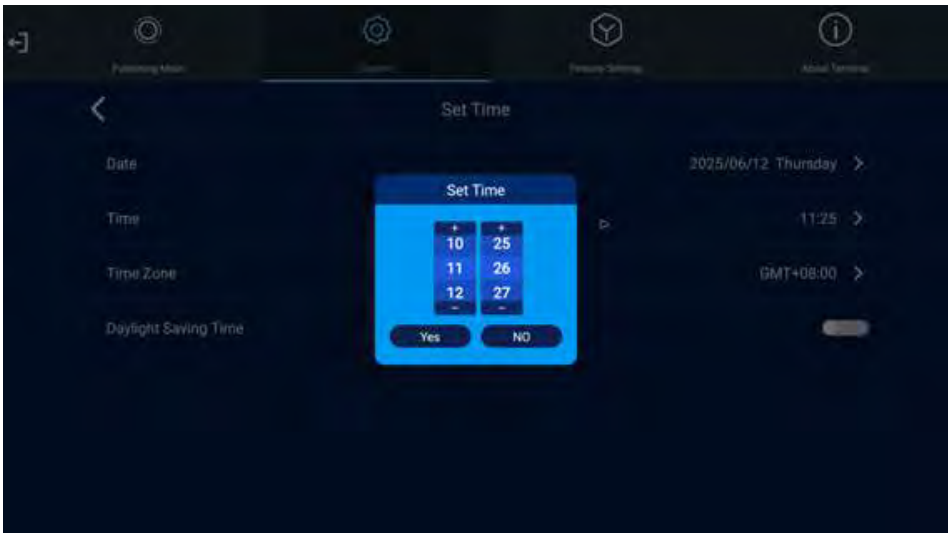 Set Time
Date
2025/06/12 Thursday
Set Time
Time
11:25
+ +
10 25
11 26
12 27
- -
Time Zone
GMT+08:00
Yes NO
Daylight Saving Time